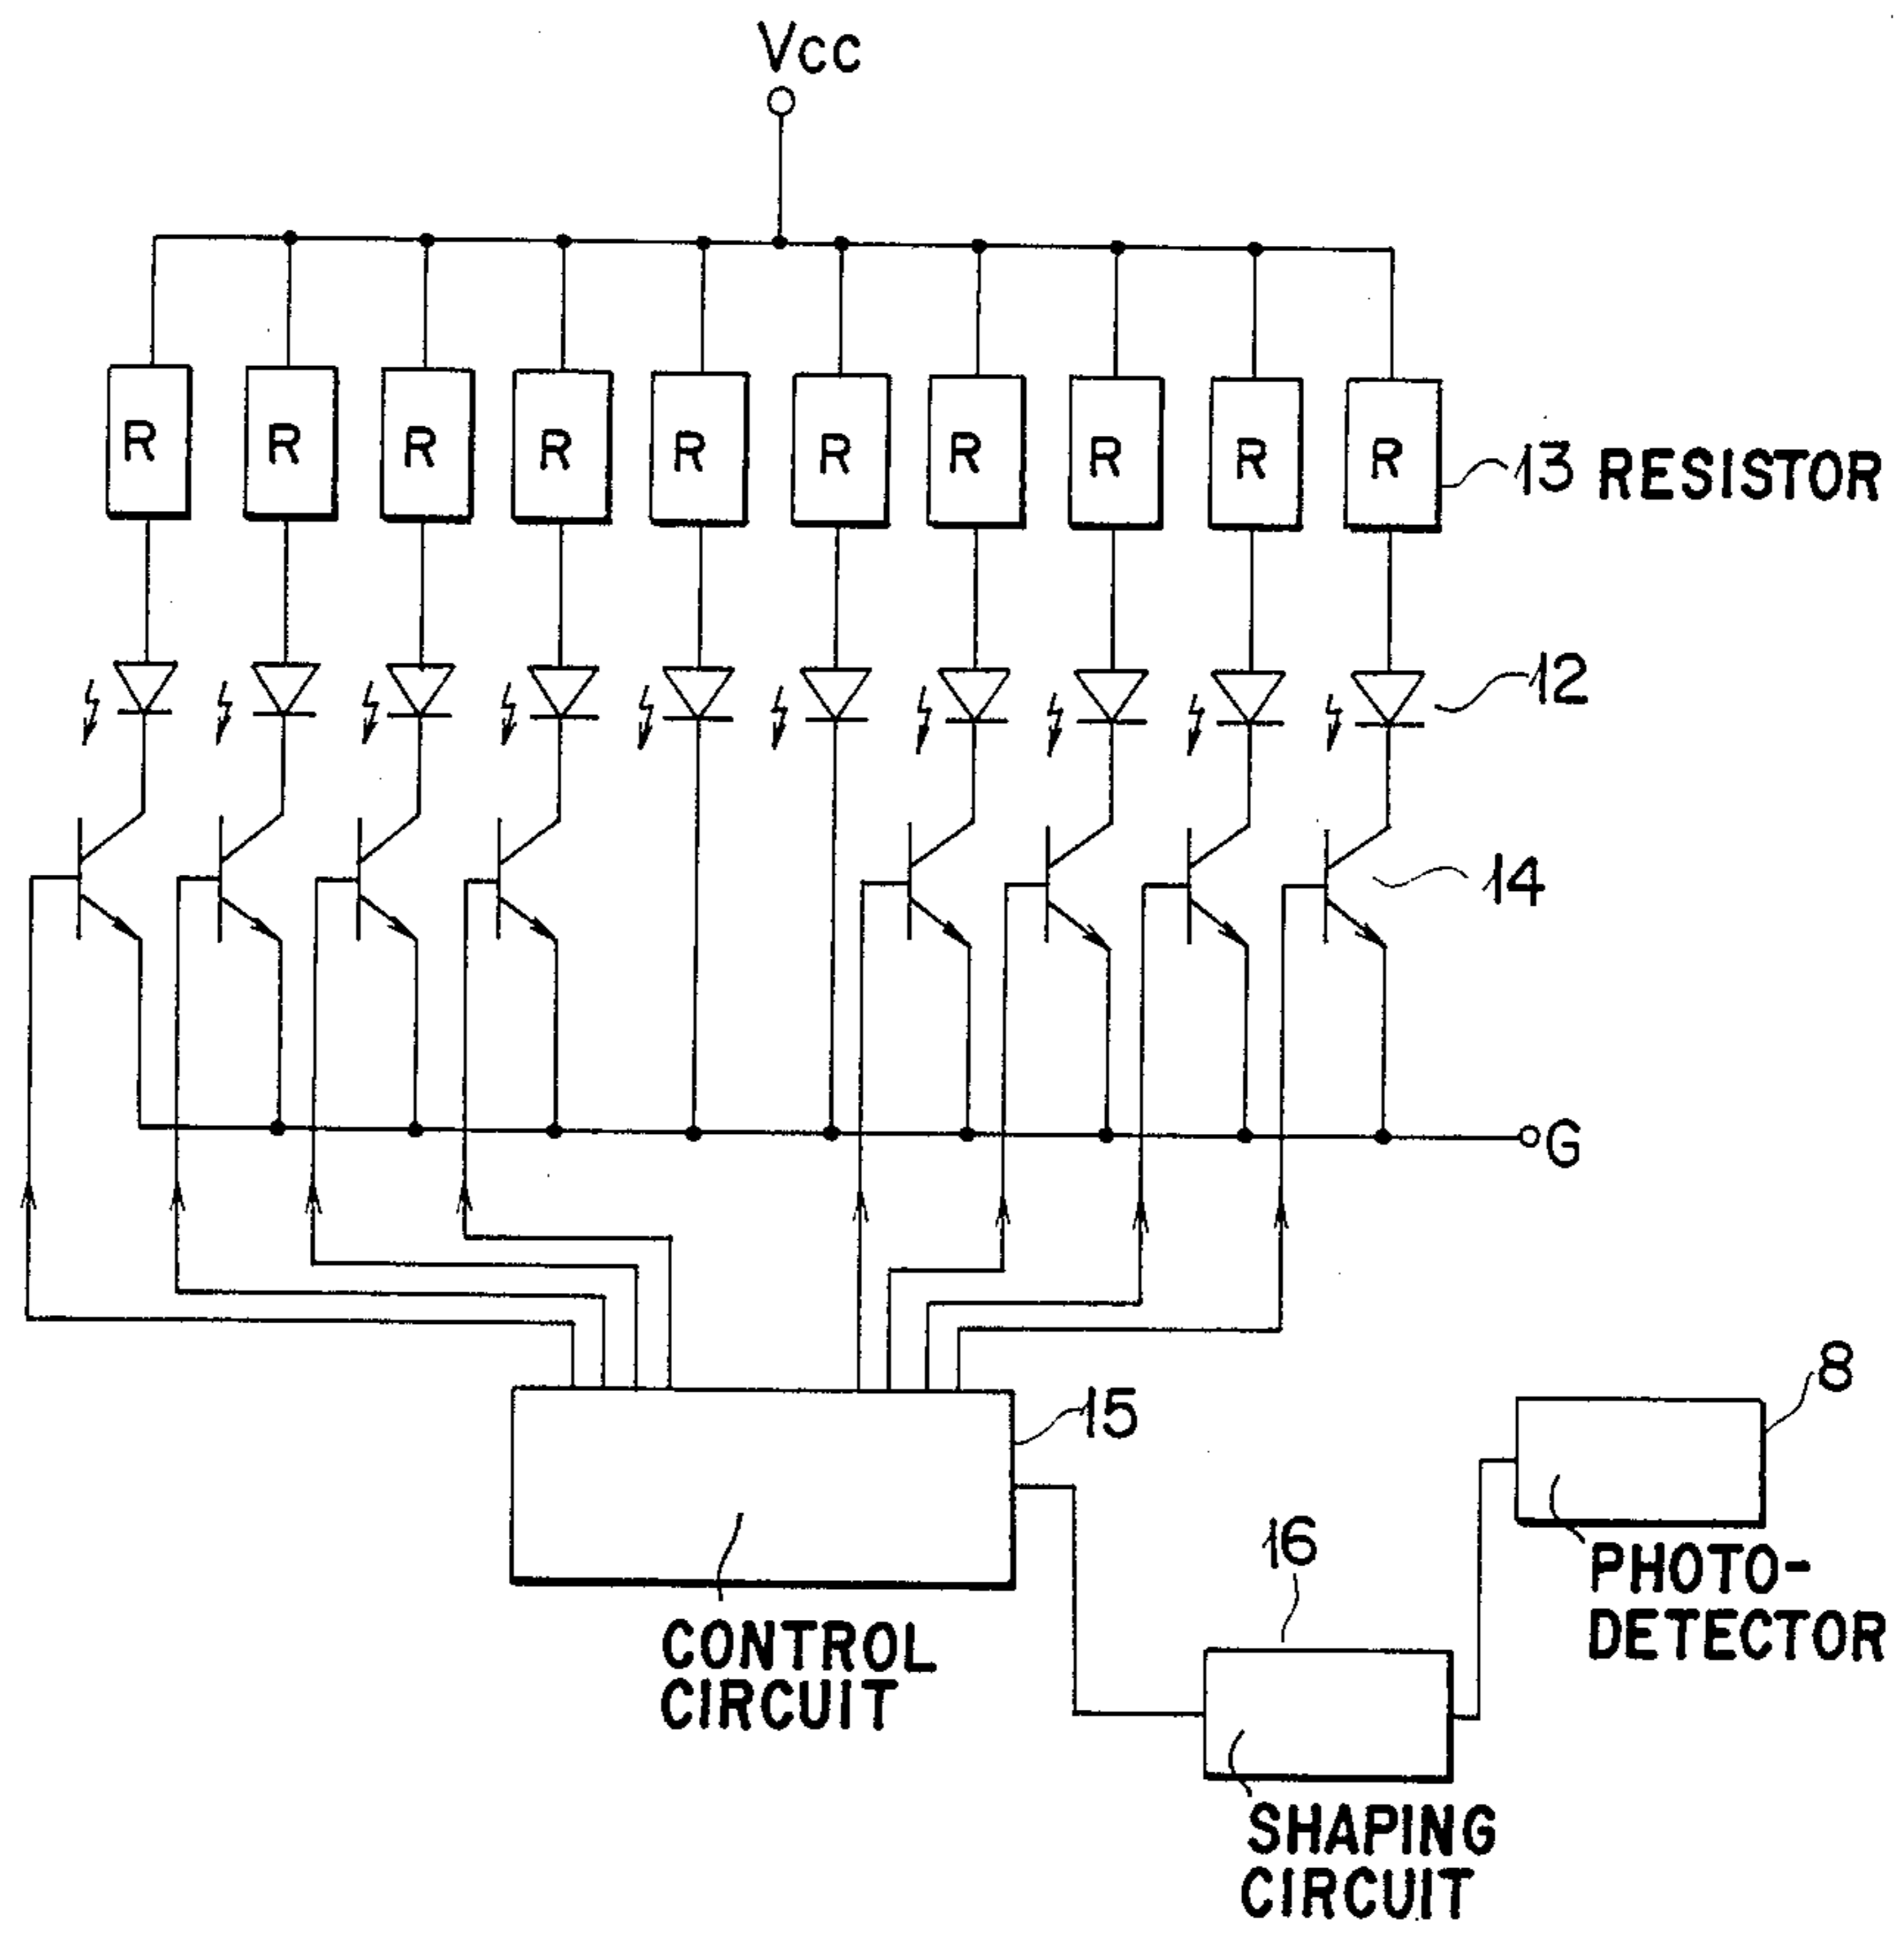 Vcc
R R R R R R R R R R
13 RESISTOR
12
14
G
15
8
CONTROL
CIRCUIT
16
PHOTO-
DETECTOR
SHAPING
CIRCUIT